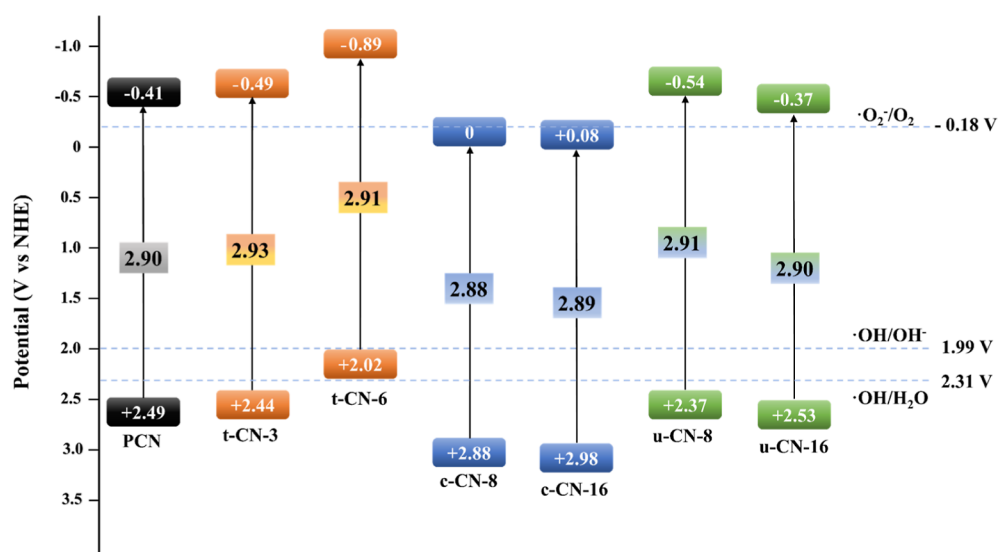 Potential (V vs NHE)
-1.0
-0.5
0
0.5
1.0
1.5
2.0
2.5
3.0
3.5
-0.41
2.90
+2.49
PCN
-0.49
2.93
+2.44
t-CN-3
-0.89
2.91
+2.02
t-CN-6
0
2.88
+2.88
c-CN-8
+0.08
2.89
+2.98
c-CN-16
-0.54
2.91
+2.37
u-CN-8
-0.37
2.90
+2.53
u-CN-16
·O₂⁻/O₂
- 0.18 V
·OH/OH⁻
1.99 V
2.31 V
·OH/H₂O